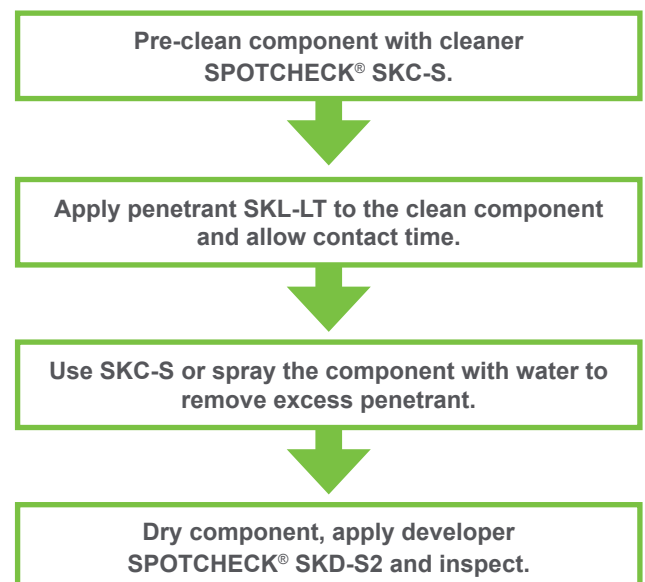 Pre-clean component with cleaner
SPOTCHECK® SKC-S.
Apply penetrant SKL-LT to the clean component
and allow contact time.
Use SKC-S or spray the component with water to
remove excess penetrant.
Dry component, apply developer
SPOTCHECK® SKD-S2 and inspect.